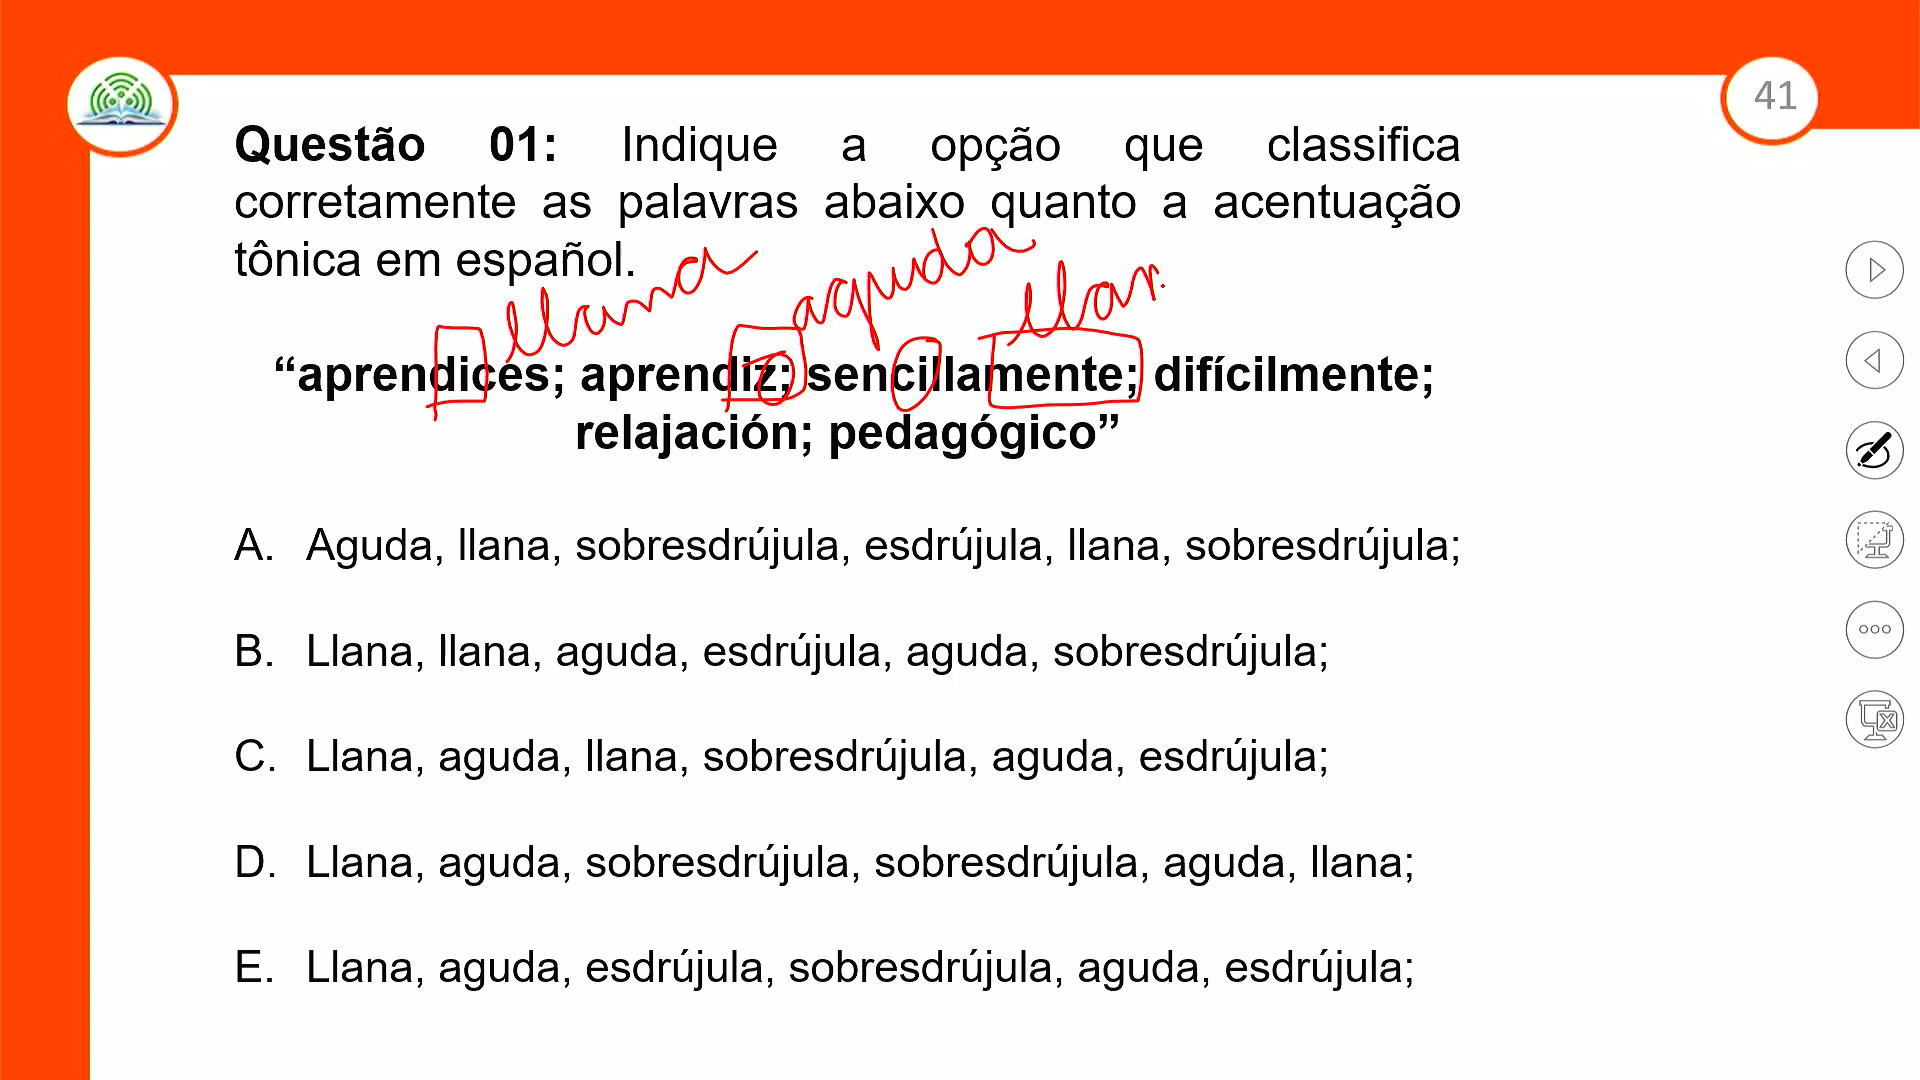 41
Questão 01: Indique a opção que classifica
corretamente as palavras abaixo quanto a acentuação
tônica em español.
llana aguda llan
“aprendices; aprendiz; sencillamente; difícilmente;
relajación; pedagógico”
A. Aguda, llana, sobresdrújula, esdrújula, llana, sobresdrújula;
B. Llana, llana, aguda, esdrújula, aguda, sobresdrújula;
C. Llana, aguda, llana, sobresdrújula, aguda, esdrújula;
D. Llana, aguda, sobresdrújula, sobresdrújula, aguda, llana;
E. Llana, aguda, esdrújula, sobresdrújula, aguda, esdrújula;